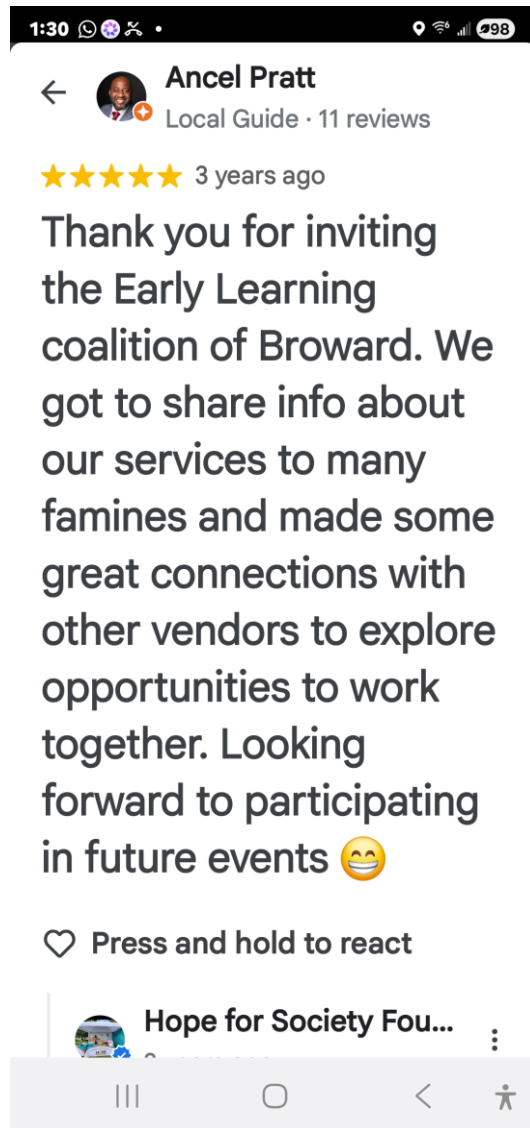 1:30
98
Ancel Pratt
Local Guide · 11 reviews
3 years ago
Thank you for inviting
the Early Learning
coalition of Broward. We
got to share info about
our services to many
famines and made some
great connections with
other vendors to explore
opportunities to work
together. Looking
forward to participating
in future events 😁
Press and hold to react
Hope for Society Fou...